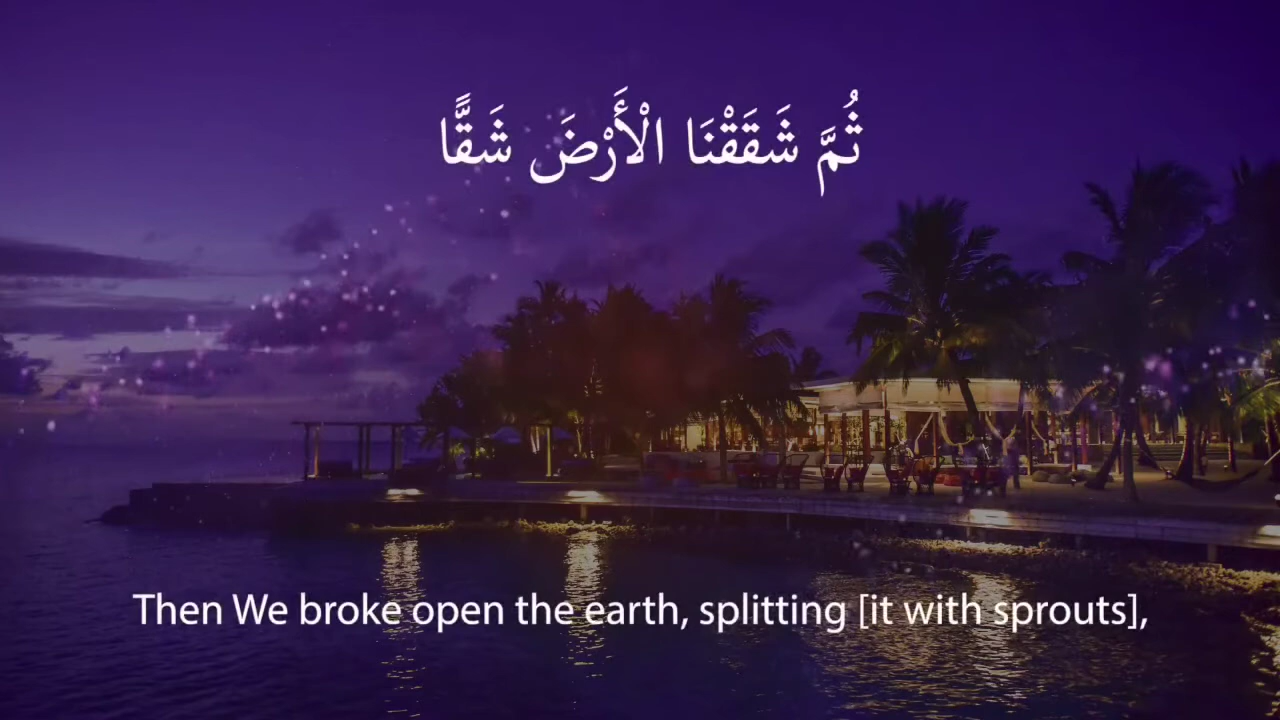 ثُمَّ شَقَقْنَا الْأَرْضَ شَقًّا
Then We broke open the earth, splitting [it with sprouts],